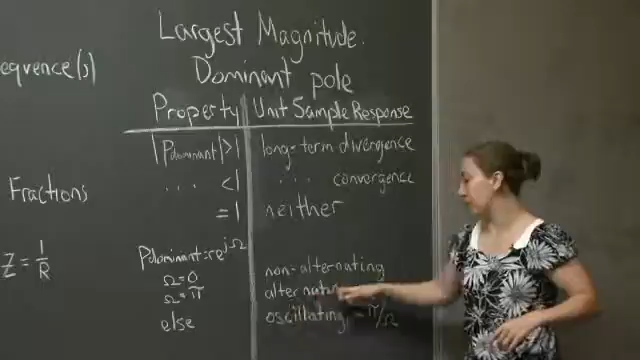 Largest Magnitude.
equence(s)
Dominant pole
Property Unit Sample Response
|Pdominant|>1 long-term divergence
.... <1 .... convergence
=1 neither
Fractions
Z = 1/R
Pdominant=re^jΩ
Ω=0 non-alternating
Ω=π
else oscillating π/Ω